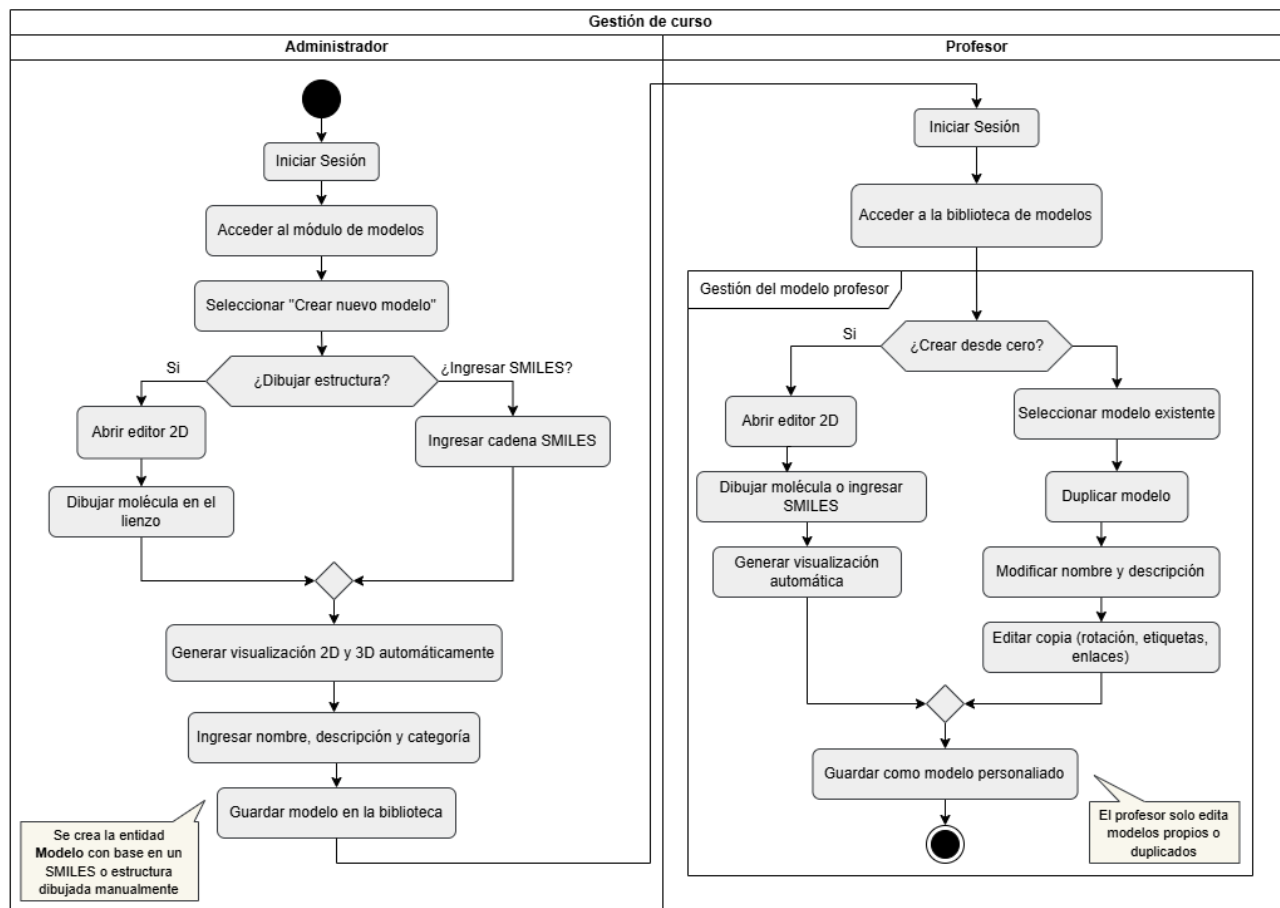 Gestión de curso
Administrador
Profesor
Iniciar Sesión
Acceder al módulo de modelos
Seleccionar "Crear nuevo modelo"
¿Dibujar estructura?
Si
¿Ingresar SMILES?
Abrir editor 2D
Ingresar cadena SMILES
Dibujar molécula en el
lienzo
Generar visualización 2D y 3D automáticamente
Ingresar nombre, descripción y categoría
Guardar modelo en la biblioteca
Se crea la entidad
Modelo con base en un
SMILES o estructura
dibujada manualmente
Iniciar Sesión
Acceder a la biblioteca de modelos
Gestión del modelo profesor
¿Crear desde cero?
Si
Abrir editor 2D
Seleccionar modelo existente
Dibujar molécula o ingresar
SMILES
Duplicar modelo
Generar visualización
automática
Modificar nombre y descripción
Editar copia (rotación, etiquetas,
enlaces)
Guardar como modelo personaliado
El profesor solo edita
modelos propios o
duplicados